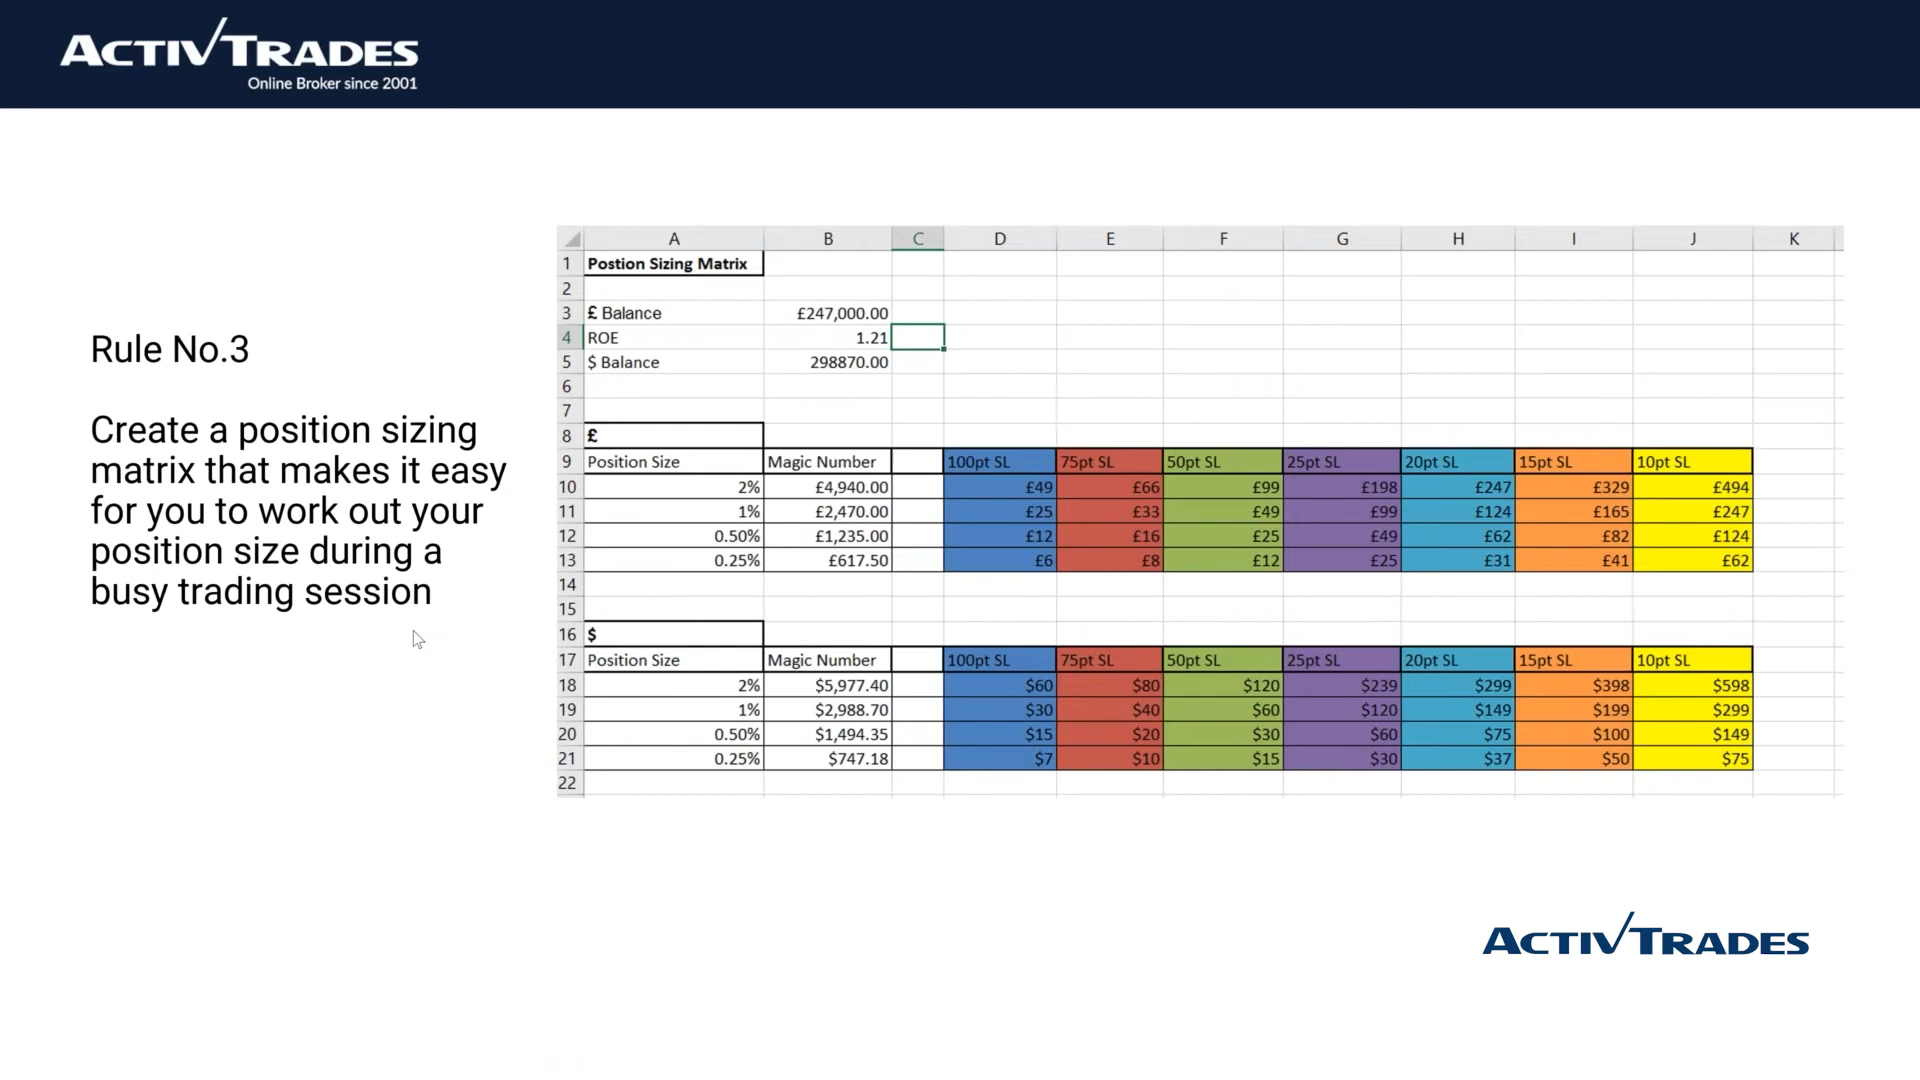 ACTIVTRADES
Online Broker since 2001
Rule No.3
Create a position sizing
matrix that makes it easy
for you to work out your
position size during a
busy trading session
A B C D E F G H I J K
1 Postion Sizing Matrix
2
3 £ Balance £247,000.00
4 ROE 1.21
5 $ Balance 298870.00
6
7
8 £
9 Position Size Magic Number 100pt SL 75pt SL 50pt SL 25pt SL 20pt SL 15pt SL 10pt SL
10 2% £4,940.00 £49 £66 £99 £198 £247 £329 £494
11 1% £2,470.00 £25 £33 £49 £99 £124 £165 £247
12 0.50% £1,235.00 £12 £16 £25 £49 £62 £82 £124
13 0.25% £617.50 £6 £8 £12 £25 £31 £41 £62
14
15
16 $
17 Position Size Magic Number 100pt SL 75pt SL 50pt SL 25pt SL 20pt SL 15pt SL 10pt SL
18 2% $5,977.40 $60 $80 $120 $239 $299 $398 $598
19 1% $2,988.70 $30 $40 $60 $120 $149 $199 $299
20 0.50% $1,494.35 $15 $20 $30 $60 $75 $100 $149
21 0.25% $747.18 $7 $10 $15 $30 $37 $50 $75
22
ACTIVTRADES